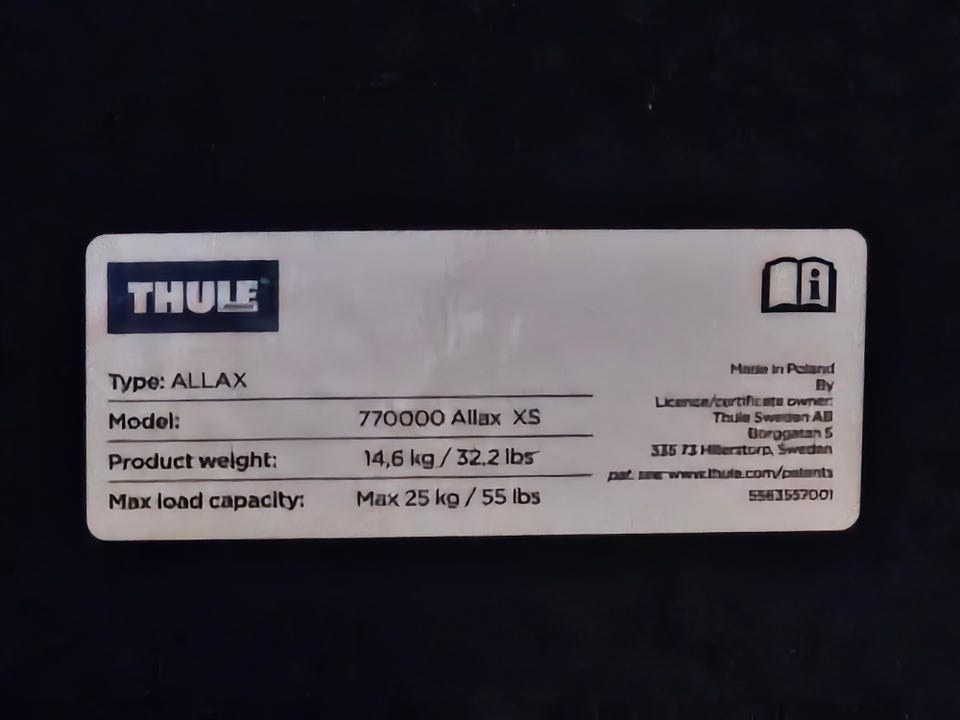 THULE
Type: ALLAX
Model: 770000 Allax XS
Product weight: 14,6 kg / 32.2 lbs
Max load capacity: Max 25 kg / 55 lbs
Made in Poland
By
Licence/certificate owner:
Thule Sweden AB
Borggatan 5
335 73 Hillerstorp, Sweden
pat. see www.thule.com/patents
5563557001